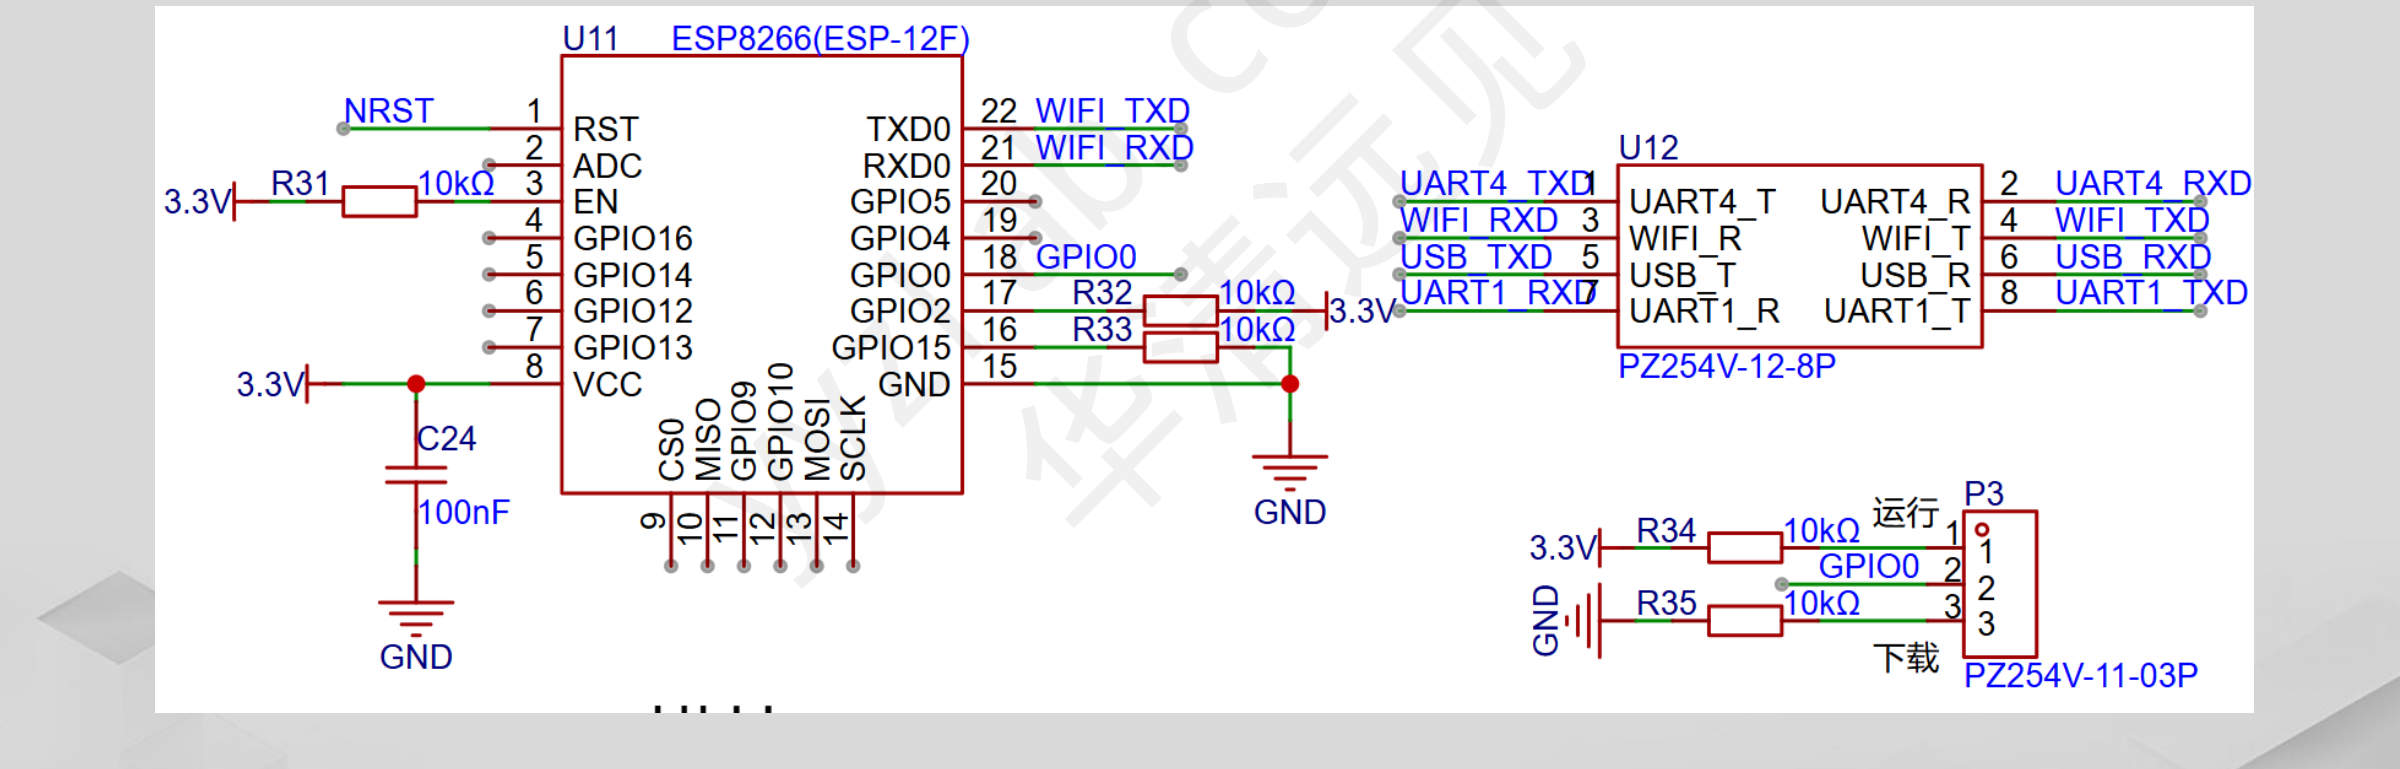 U11 ESP8266(ESP-12F)
NRST 1 RST
2 ADC
3.3V R31 10kΩ 3 EN
4 GPIO16
5 GPIO14
6 GPIO12
7 GPIO13
3.3V 8 VCC
C24
100nF
GND
TXD0 22 WIFI_TXD
RXD0 21 WIFI_RXD
GPIO5 20
GPIO4 19
GPIO0 18 GPIO0
GPIO2 17 R32 10kΩ 3.3V
GPIO15 16 R33 10kΩ
GND 15
GND
CS0 MISO GPIO9 GPIO10 MOSI SCLK
9 10 11 12 13 14
U12
UART4_TXD 1 UART4_T UART4_R 2 UART4_RXD
WIFI_RXD 3 WIFI_R WIFI_T 4 WIFI_TXD
USB_TXD 5 USB_T USB_R 6 USB_RXD
UART1_RXD 7 UART1_R UART1_T 8 UART1_TXD
PZ254V-12-8P
P3
运行
3.3V R34 10kΩ 1 1
GPIO0 2 2
GND R35 10kΩ 3 3
下载
PZ254V-11-03P
华清远见